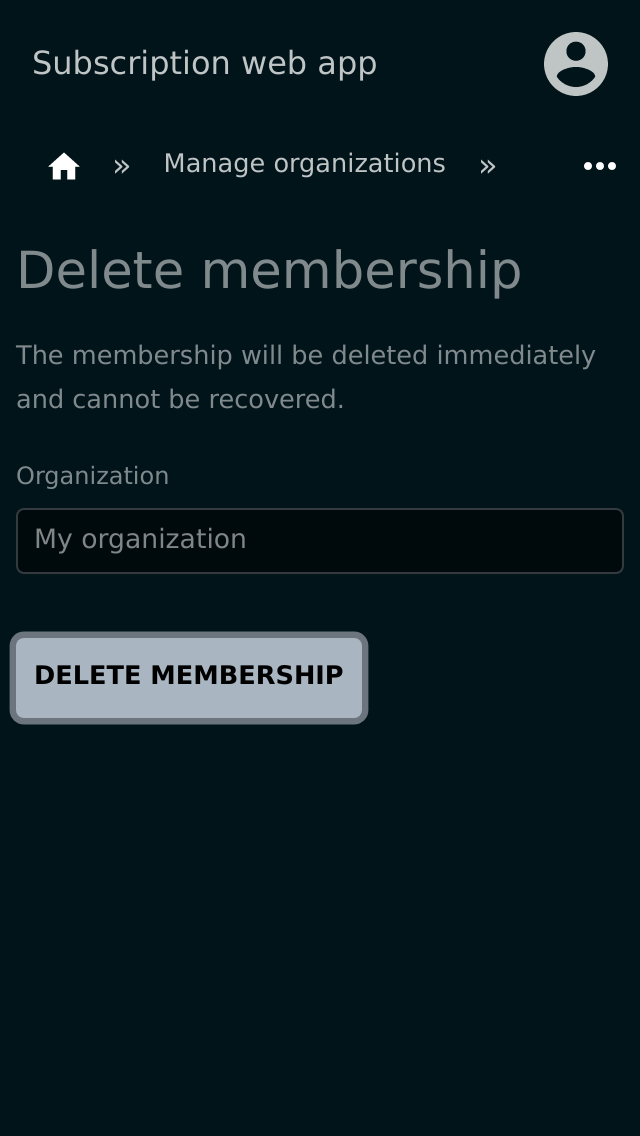 Subscription web app
» Manage organizations » •••
Delete membership
The membership will be deleted immediately
and cannot be recovered.
Organization
My organization
DELETE MEMBERSHIP